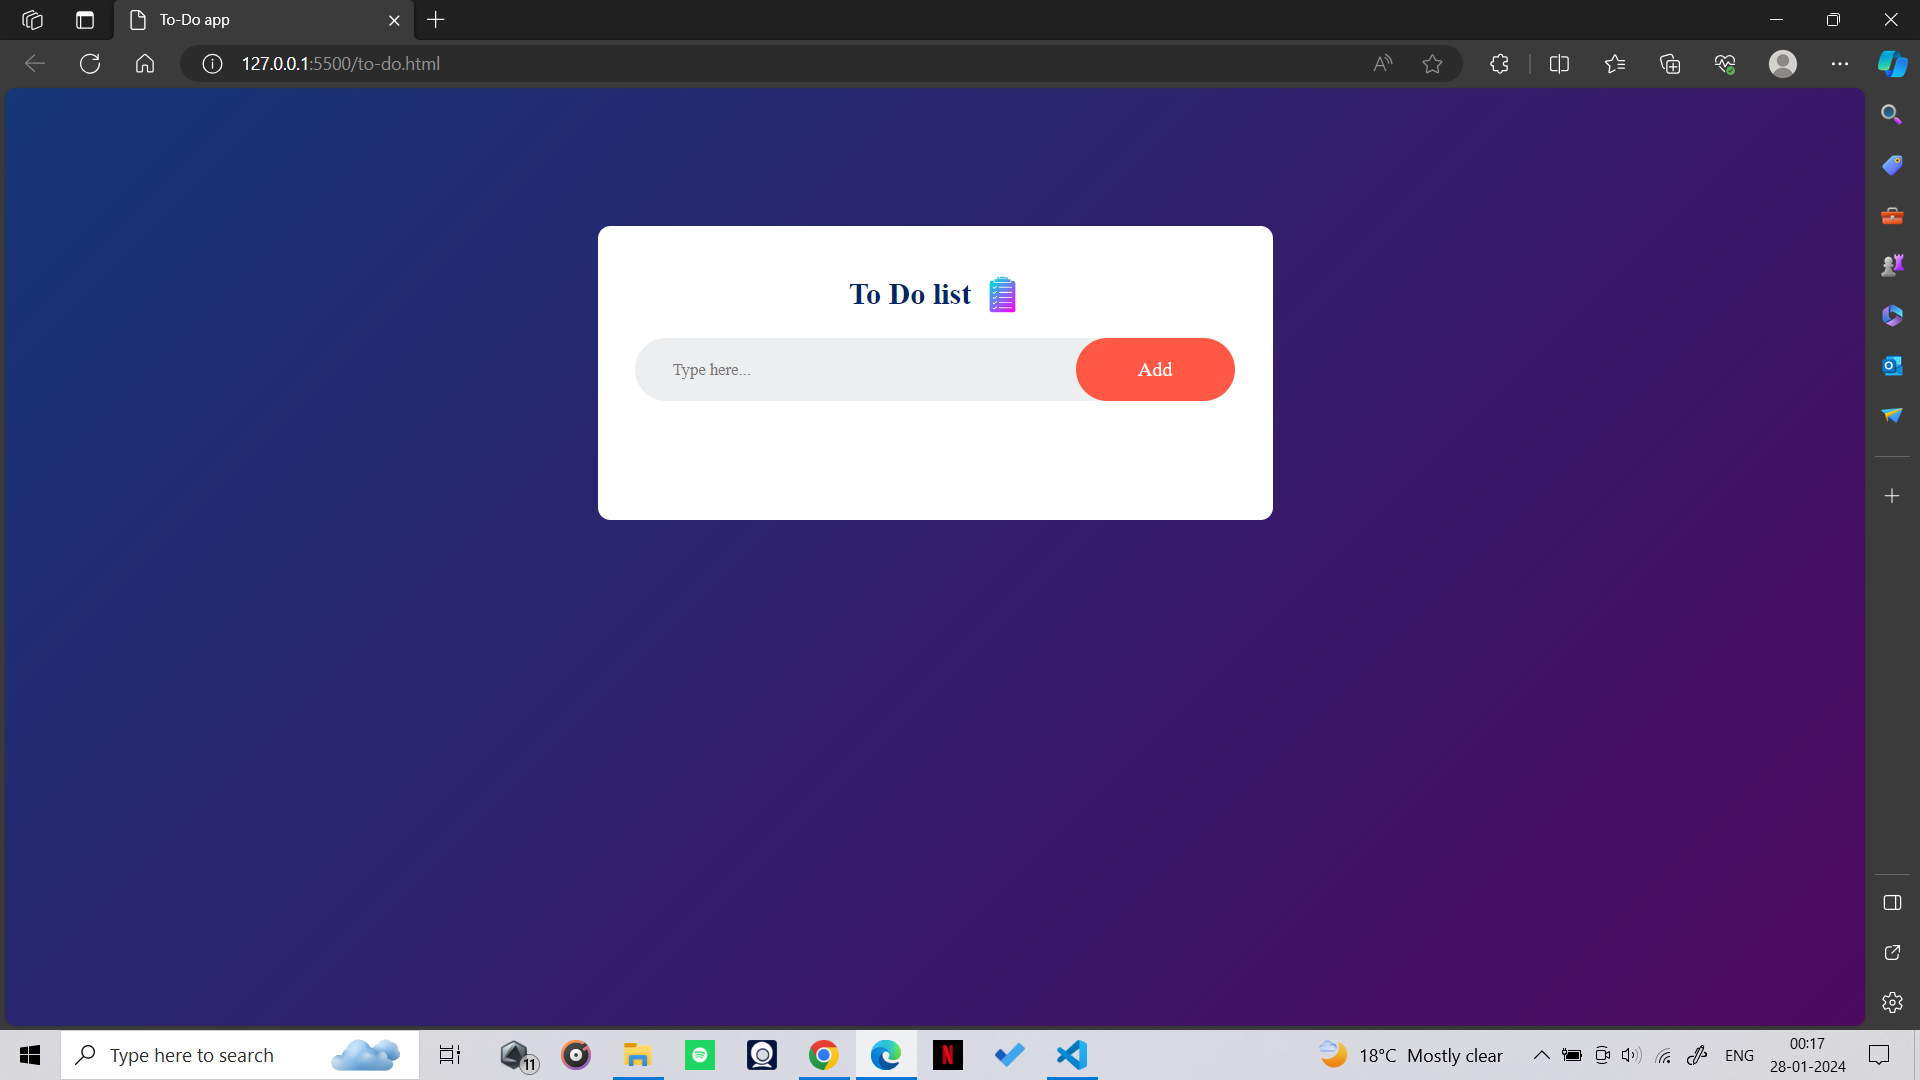 To-Do app
127.0.0.1:5500/to-do.html
To Do list
Type here...
Add
Type here to search
11
N
18°C Mostly clear
ENG
00:17
28-01-2024